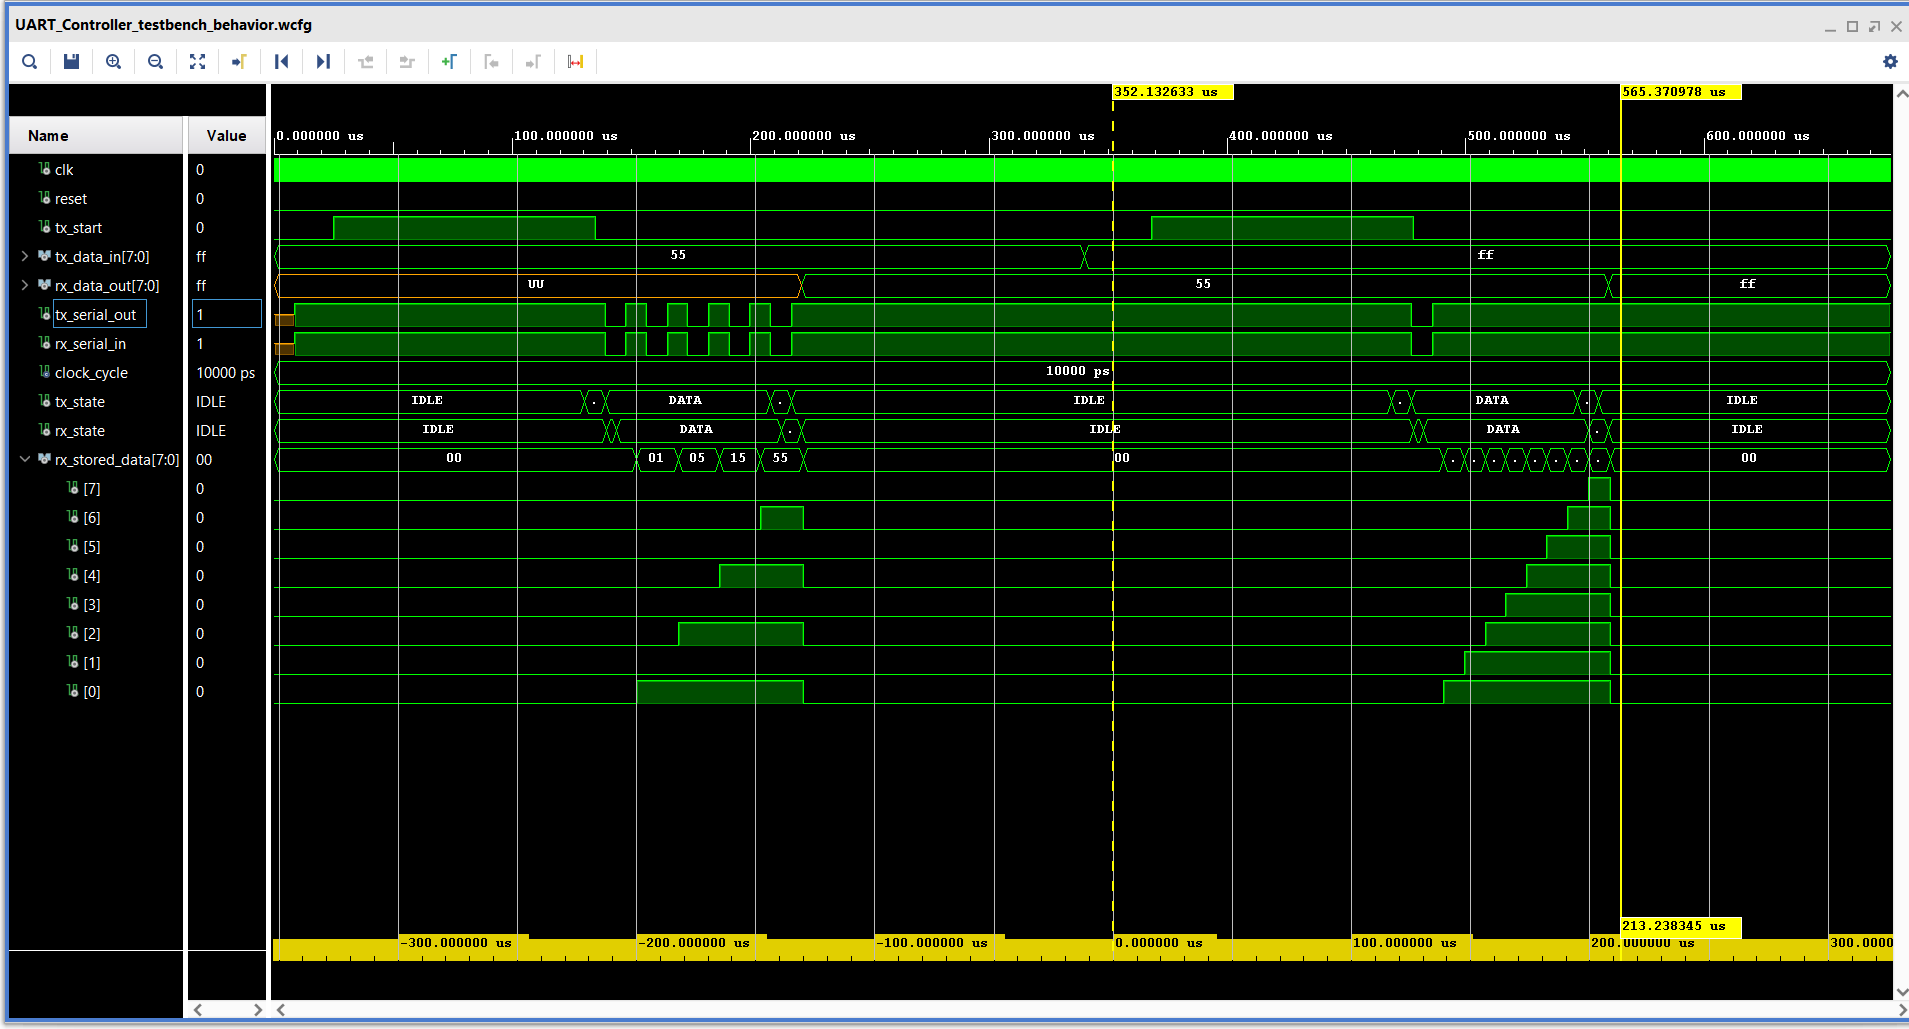 UART_Controller_testbench_behavior.wcfg
352.132633 us 565.370978 us
Name Value 0.000000 us 100.000000 us 200.000000 us 300.000000 us 400.000000 us 500.000000 us 600.000000 us
clk 0
reset 0
tx_start 0
tx_data_in[7:0] ff 55 ff
rx_data_out[7:0] ff UU 55 ff
tx_serial_out 1
rx_serial_in 1
clock_cycle 10000 ps 10000 ps
tx_state IDLE IDLE . DATA . IDLE . DATA . IDLE
rx_state IDLE IDLE DATA . IDLE DATA . IDLE
rx_stored_data[7:0] 00 00 01 05 15 55 00 . . . . . . . . 00
[7] 0
[6] 0
[5] 0
[4] 0
[3] 0
[2] 0
[1] 0
[0] 0
213.238345 us
-300.000000 us -200.000000 us -100.000000 us 0.000000 us 100.000000 us 200.000000 us 300.0000